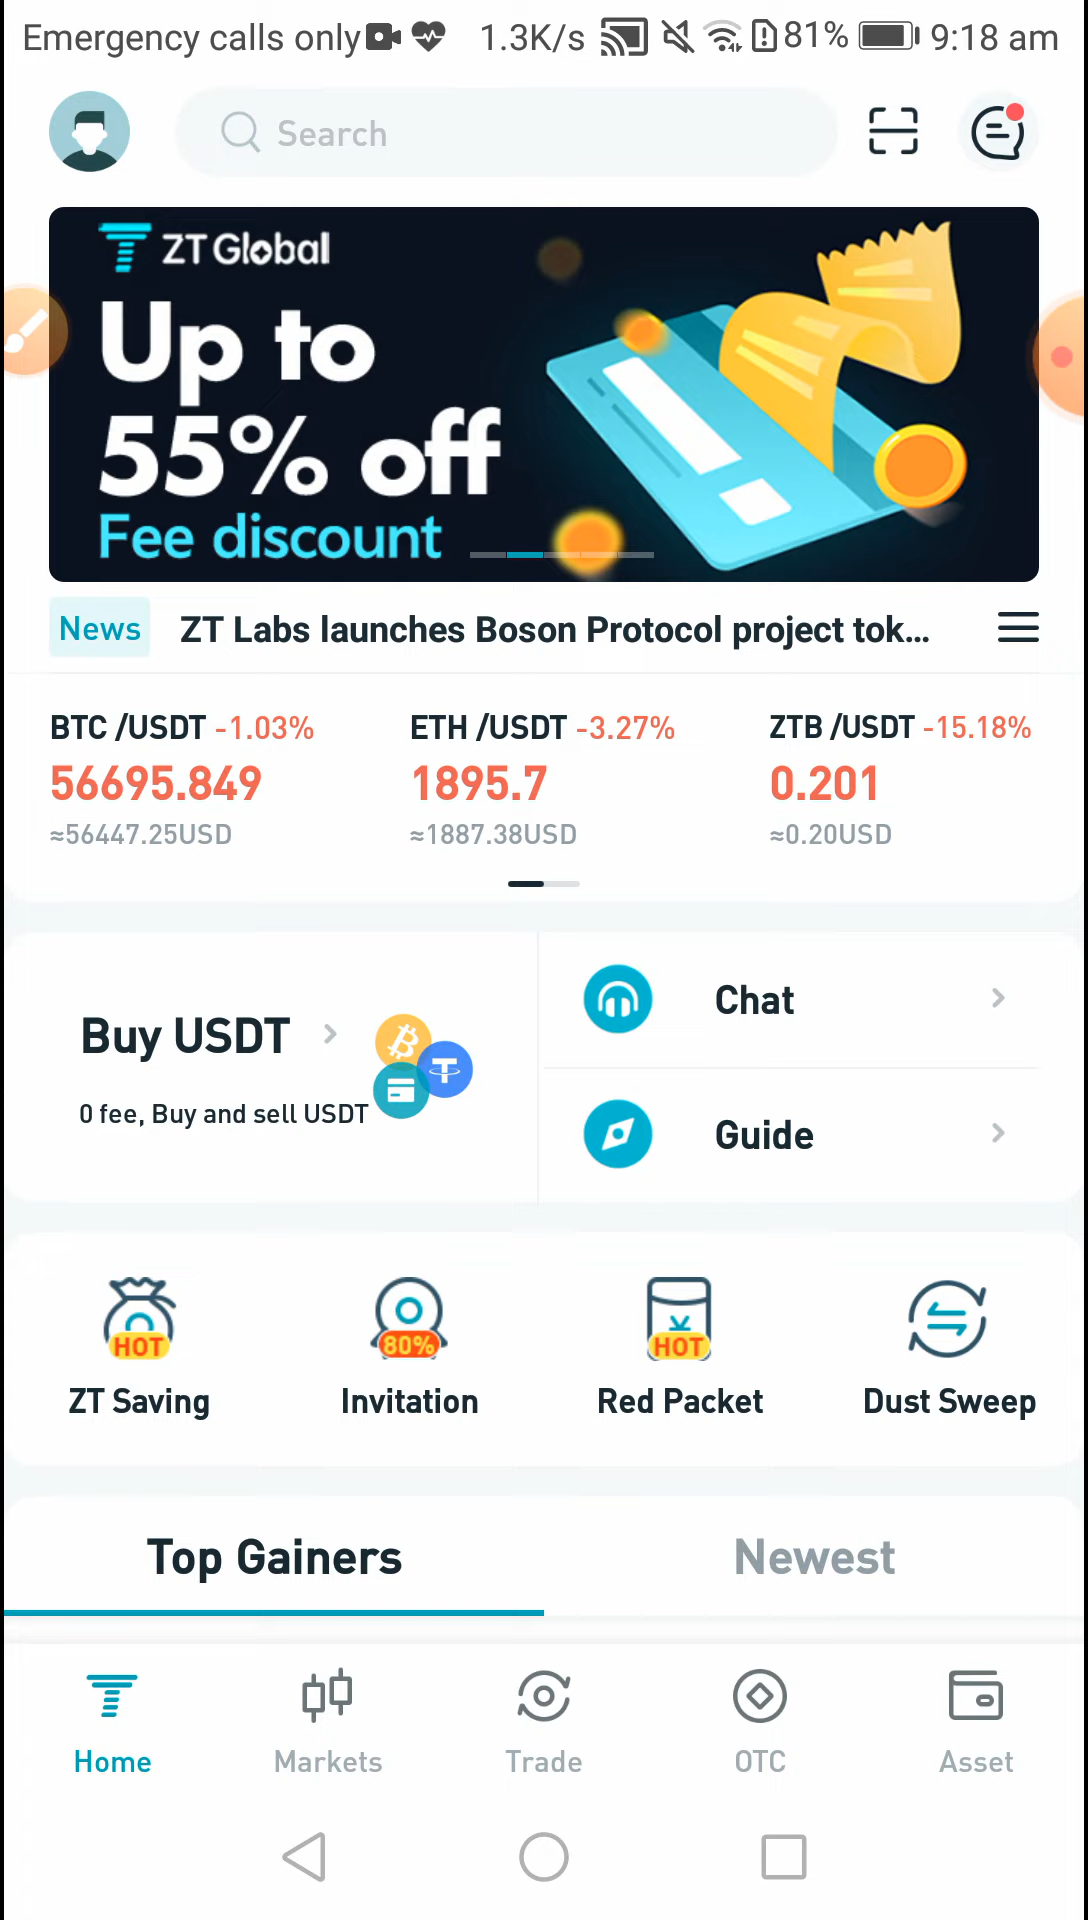 Emergency calls only 1.3K/s 81% 9:18 am
Search
ZT Global
Up to
55% off
Fee discount
News ZT Labs launches Boson Protocol project tok...
BTC /USDT -1.03% ETH /USDT -3.27% ZTB /USDT -15.18%
56695.849 1895.7 0.201
≈56447.25USD ≈1887.38USD ≈0.20USD
Buy USDT
0 fee, Buy and sell USDT
Chat
Guide
HOT 80% HOT
ZT Saving Invitation Red Packet Dust Sweep
Top Gainers Newest
Home Markets Trade OTC Asset